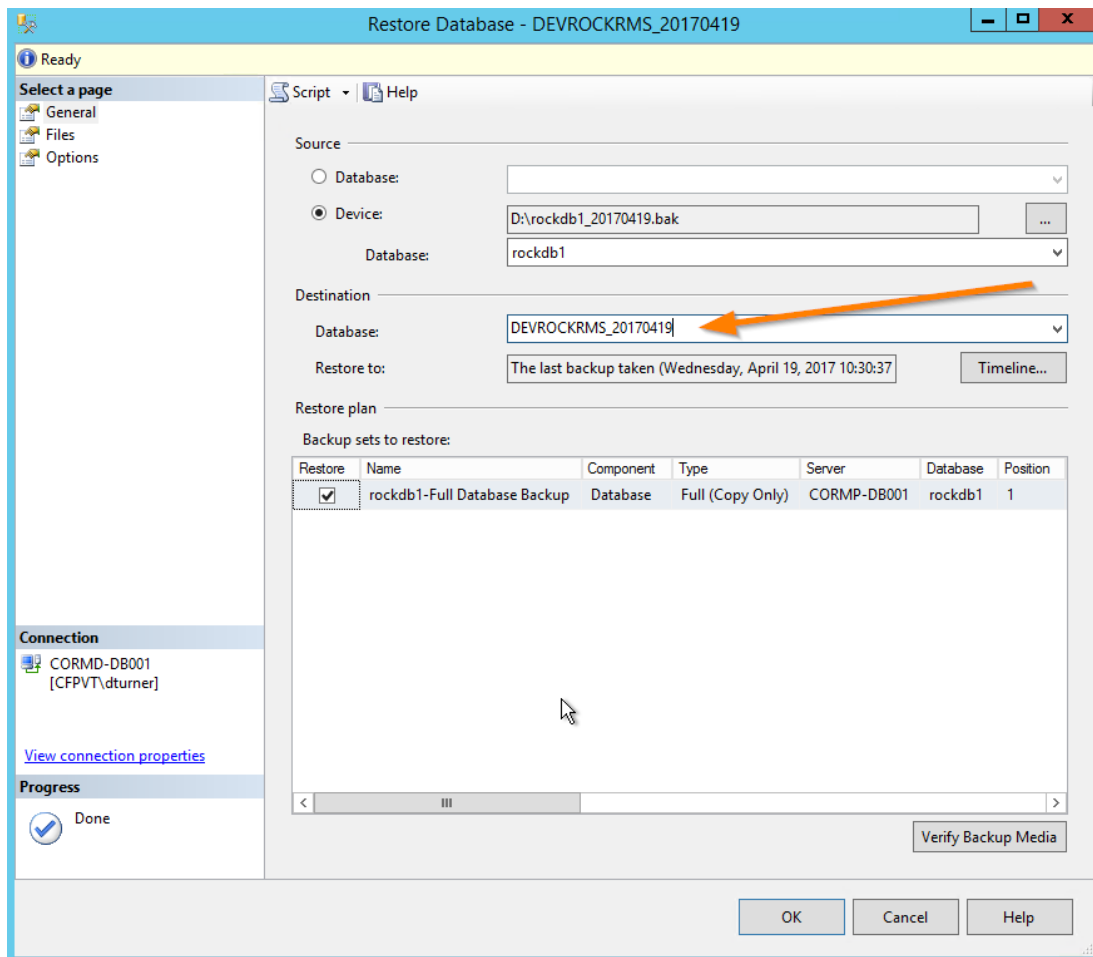 Restore Database - DEVROCKRMS_20170419
Ready
Select a page
General
Files
Options
Script
Help
Source
Database:
Device:
D:\rockdb1_20170419.bak
...
Database:
rockdb1
Destination
Database:
DEVROCKRMS_20170419
Restore to:
The last backup taken (Wednesday, April 19, 2017 10:30:37
Timeline...
Restore plan
Backup sets to restore:
Restore Name Component Type Server Database Position
rockdb1-Full Database Backup Database Full (Copy Only) CORMP-DB001 rockdb1 1
Connection
CORMD-DB001
[CFPVT\dturner]
View connection properties
Progress
Done
Verify Backup Media
OK Cancel Help